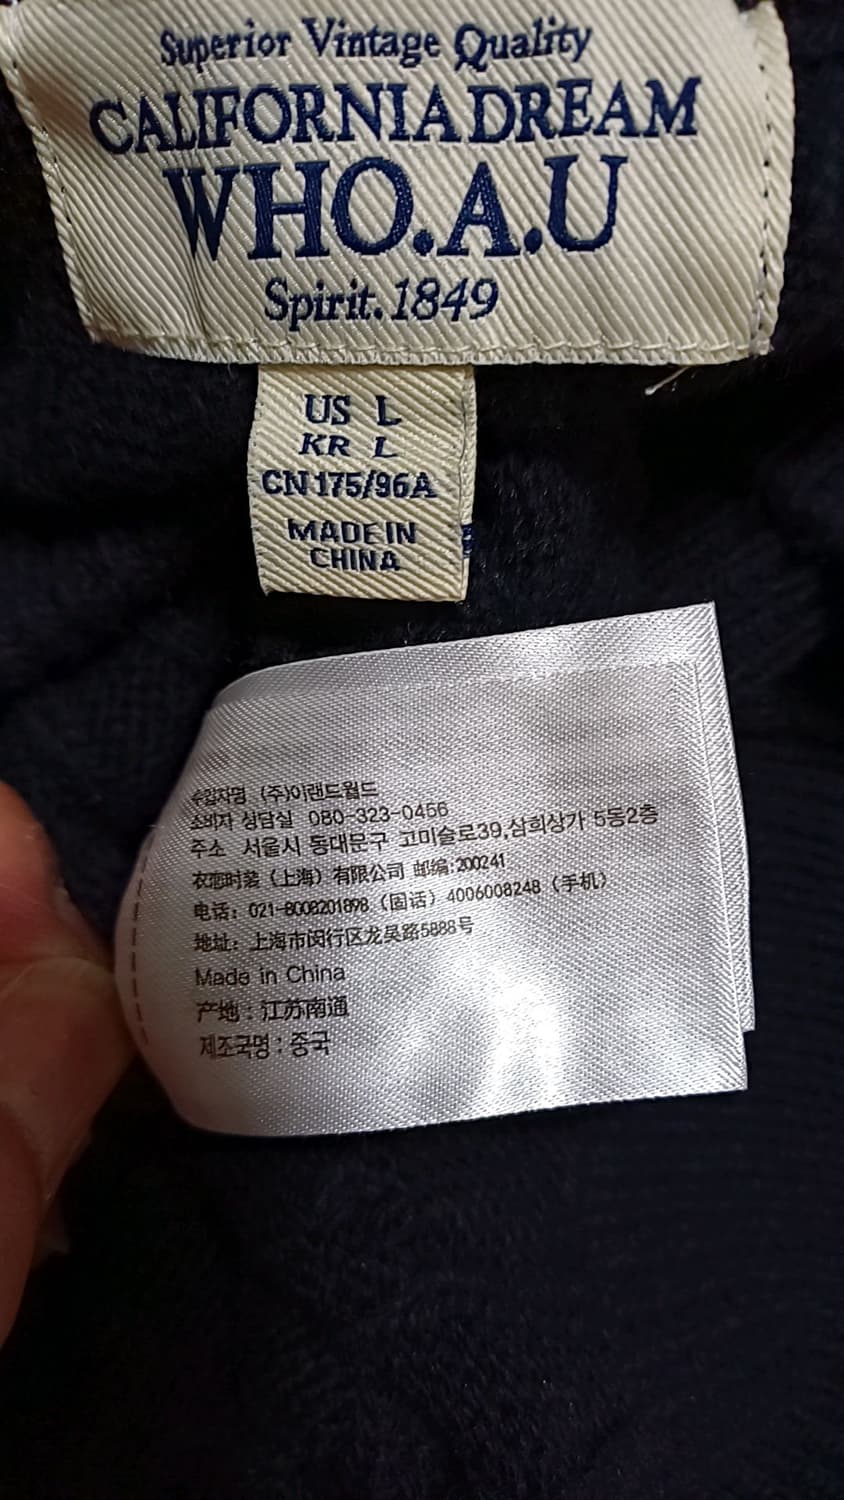 Superior Vintage Quality
CALIFORNIA DREAM
WHO.A.U
Spirit.1849
US L
KR L
CN 175/96A
MADE IN
CHINA
수입자명 (주)이랜드월드
소비자 상담실 080-323-0456
주소 서울시 동대문구 고미술로39,삼희상가 5동2층
衣恋时装（上海）有限公司 邮编:200241
电话：021-8008201898（固话）4006008248（手机）
地址：上海市闵行区龙吴路5888号
Made in China
产地：江苏南通
제조국명 : 중국